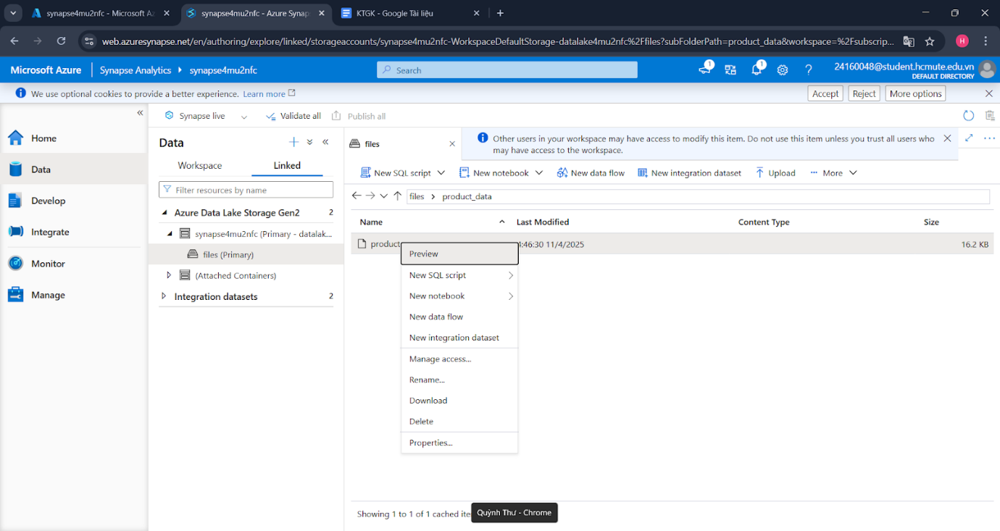 synapse4mu2nfc - Microsoft Az
synapse4mu2nfc - Azure Synap
KTGK - Google Tài liệu
web.azuresynapse.net/en/authoring/explore/linked/storageaccounts/synapse4mu2nfc-WorkspaceDefaultStorage-datalake4mu2nfc%2Ffiles?subFolderPath=product_data&workspace=%2Fsubscrip...
H
Microsoft Azure
Synapse Analytics
synapse4mu2nfc
Search
1
1
24160048@student.hcmute.edu.vn
DEFAULT DIRECTORY
We use optional cookies to provide a better experience. Learn more
Accept
Reject
More options
Synapse live
Validate all
Publish all
Home
Data
Develop
Integrate
Monitor
Manage
Data
Workspace
Linked
Filter resources by name
Azure Data Lake Storage Gen2 2
synapse4mu2nfc (Primary - datalak...
files (Primary)
(Attached Containers)
Integration datasets 2
files
Other users in your workspace may have access to modify this item. Do not use this item unless you trust all users who
may have access to the workspace.
New SQL script
New notebook
New data flow
New integration dataset
Upload
More
files > product_data
Name Last Modified Content Type Size
product :46:30 11/4/2025 16.2 KB
Preview
New SQL script
New notebook
New data flow
New integration dataset
Manage access...
Rename...
Download
Delete
Properties...
Showing 1 to 1 of 1 cached ite
Quỳnh Thư - Chrome